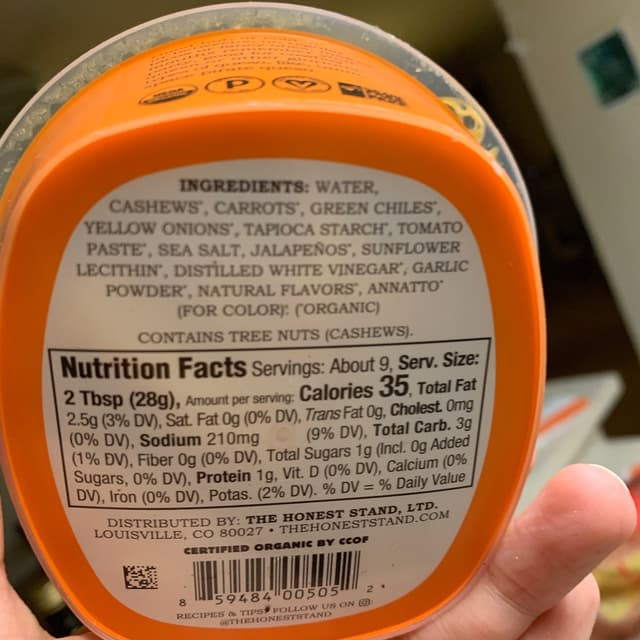 INGREDIENTS: WATER,
CASHEWS*, CARROTS*, GREEN CHILES*,
YELLOW ONIONS*, TAPIOCA STARCH*, TOMATO
PASTE*, SEA SALT, JALAPEÑOS*, SUNFLOWER
LECITHIN*, DISTILLED WHITE VINEGAR*, GARLIC
POWDER*, NATURAL FLAVORS*, ANNATTO*
(FOR COLOR)*. (*ORGANIC)
CONTAINS TREE NUTS (CASHEWS).
Nutrition Facts Servings: About 9, Serv. Size:
2 Tbsp (28g), Amount per serving: Calories 35, Total Fat
2.5g (3% DV), Sat. Fat 0g (0% DV), Trans Fat 0g, Cholest. 0mg
(0% DV), Sodium 210mg (9% DV), Total Carb. 3g
(1% DV), Fiber 0g (0% DV), Total Sugars 1g (Incl. 0g Added
Sugars, 0% DV), Protein 1g, Vit. D (0% DV), Calcium (0%
DV), Iron (0% DV), Potas. (2% DV). % DV = % Daily Value
DISTRIBUTED BY: THE HONEST STAND, LTD.
LOUISVILLE, CO 80027 • THEHONESTSTAND.COM
CERTIFIED ORGANIC BY CCOF
8 59484 00505 2
RECIPES & TIPS, FOLLOW US ON
@THEHONESTSTAND